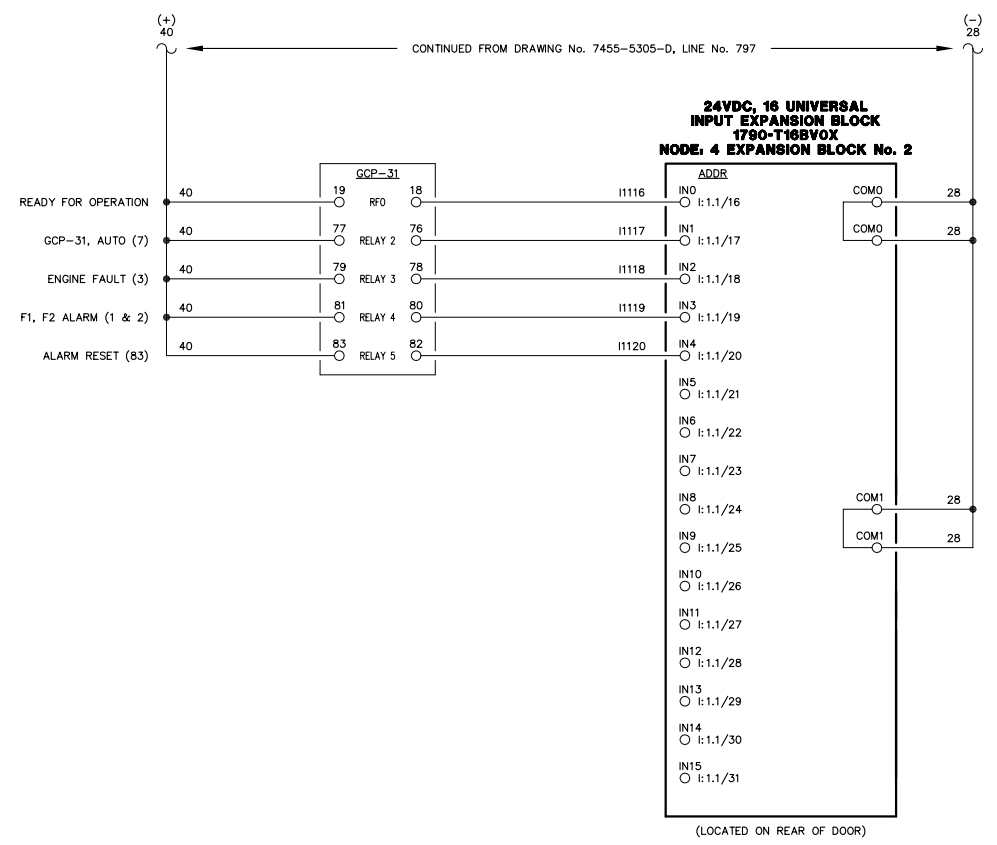 (+)
40
(-)
28
CONTINUED FROM DRAWING No. 7455-5305-D, LINE No. 797
24VDC, 16 UNIVERSAL
INPUT EXPANSION BLOCK
1790-T16BV0X
NODE: 4 EXPANSION BLOCK No. 2
GCP-31
ADDR
READY FOR OPERATION 40 19 RFO 18 I1116 IN0 I:1.1/16 COM0 28
GCP-31, AUTO (7) 40 77 RELAY 2 76 I1117 IN1 I:1.1/17 COM0 28
ENGINE FAULT (3) 40 79 RELAY 3 78 I1118 IN2 I:1.1/18
F1, F2 ALARM (1 & 2) 40 81 RELAY 4 80 I1119 IN3 I:1.1/19
ALARM RESET (83) 40 83 RELAY 5 82 I1120 IN4 I:1.1/20
IN5 I:1.1/21
IN6 I:1.1/22
IN7 I:1.1/23
IN8 I:1.1/24 COM1 28
IN9 I:1.1/25 COM1 28
IN10 I:1.1/26
IN11 I:1.1/27
IN12 I:1.1/28
IN13 I:1.1/29
IN14 I:1.1/30
IN15 I:1.1/31
(LOCATED ON REAR OF DOOR)